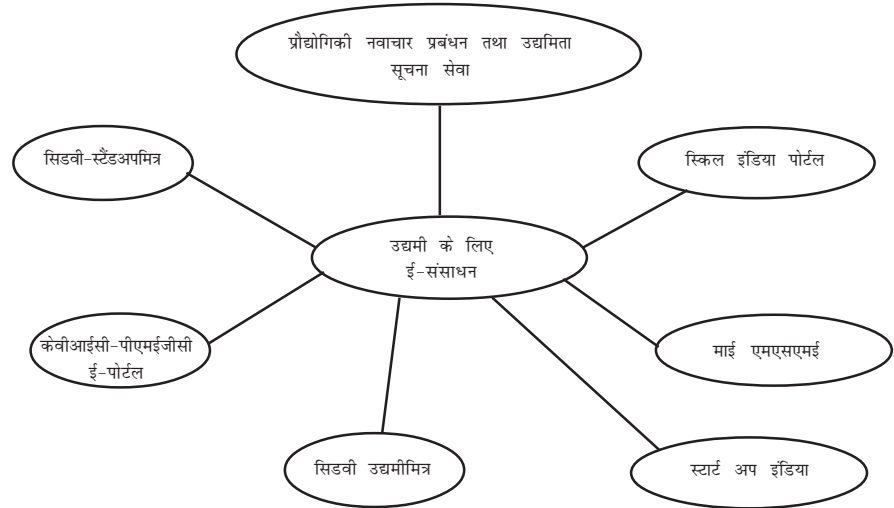 प्रौद्योगिकी नवाचार प्रबंधन तथा उद्यमिता
सूचना सेवा
सिडवी-स्टैंडअपमित्र
स्किल इंडिया पोर्टल
उद्यमी के लिए
ई-संसाधन
केवीआईसी-पीएमईजीसी
ई-पोर्टल
माई एमएसएमई
सिडवी उद्यमीमित्र
स्टार्ट अप इंडिया